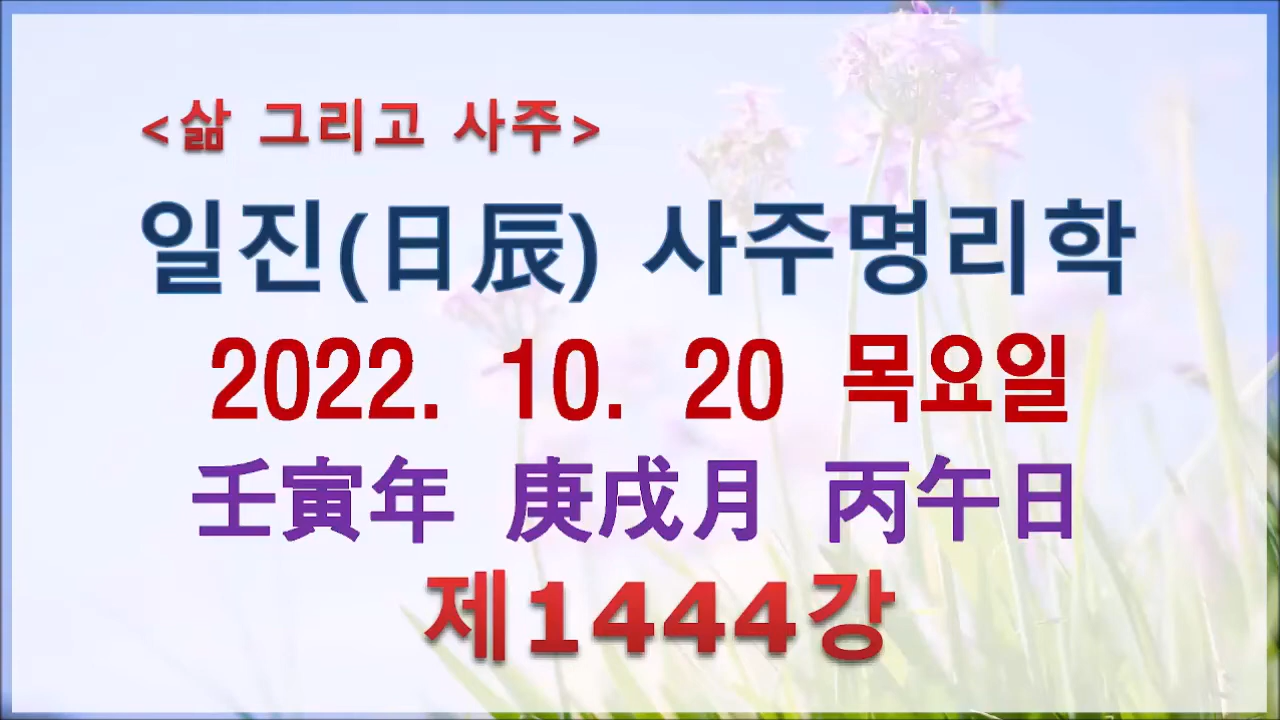 <삶 그리고 사주>
일진(日辰) 사주명리학
2022. 10. 20 목요일
壬寅年 庚戌月 丙午日
제1444강